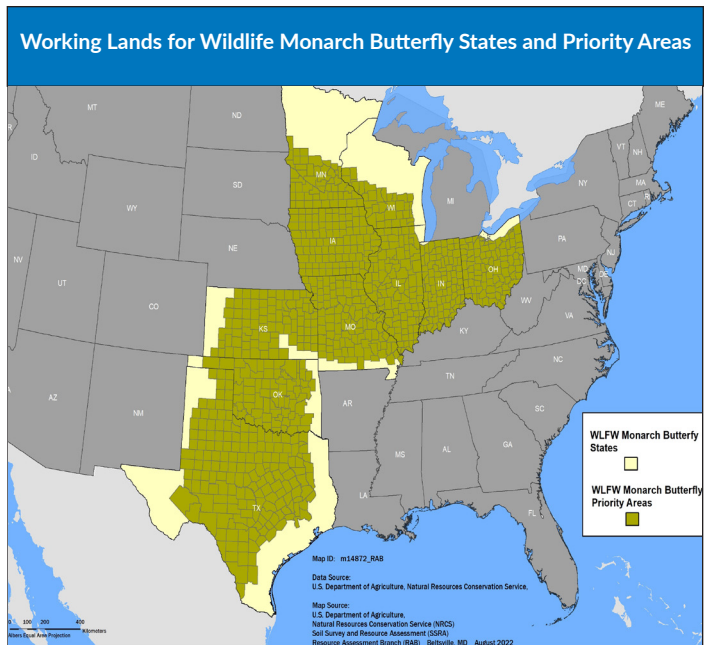 Working Lands for Wildlife Monarch Butterfly States and Priority Areas
MT
ND
ME
ID
MN
VT
NH
SD
WI
MI
NY
MA
CT
WY
IA
PA
NE
NJ
NV
IL
IN
OH
MD
DE
DC
UT
CO
WV
KS
MO
VA
KY
NC
TN
OK
AZ
NM
AR
SC
MS
AL
GA
TX
LA
FL
WLFW Monarch Butterfy
States
WLFW Monarch Butterfly
Priority Areas
Map ID: m14872_RAB
Data Source:
U.S. Department of Agriculture, Natural Resources Conservation Service,
Map Source:
U.S. Department of Agriculture,
Natural Resources Conservation Service (NRCS)
Soil Survey and Resource Assessment (SSRA)
Resource Assessment Branch (RAB) Beltsville, MD August 2022
0 100 200 400
Kilometers
Albers Equal Area Projection